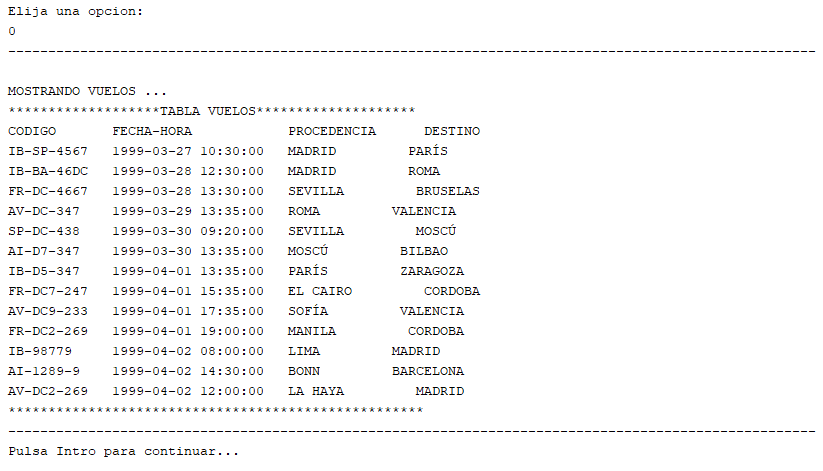 Elija una opcion:
0
-----------------------------------------------------------------------------------------------------
MOSTRANDO VUELOS ...
*******************TABLA VUELOS********************
CODIGO       FECHA-HORA            PROCEDENCIA      DESTINO
IB-SP-4567   1999-03-27 10:30:00   MADRID         PARÍS
IB-BA-46DC   1999-03-28 12:30:00   MADRID         ROMA
FR-DC-4667   1999-03-28 13:30:00   SEVILLA         BRUSELAS
AV-DC-347    1999-03-29 13:35:00   ROMA         VALENCIA
SP-DC-438    1999-03-30 09:20:00   SEVILLA         MOSCÚ
AI-D7-347    1999-03-30 13:35:00   MOSCÚ         BILBAO
IB-D5-347    1999-04-01 13:35:00   PARÍS         ZARAGOZA
FR-DC7-247   1999-04-01 15:35:00   EL CAIRO         CORDOBA
AV-DC9-233   1999-04-01 17:35:00   SOFÍA         VALENCIA
FR-DC2-269   1999-04-01 19:00:00   MANILA         CORDOBA
IB-98779     1999-04-02 08:00:00   LIMA         MADRID
AI-1289-9    1999-04-02 14:30:00   BONN         BARCELONA
AV-DC2-269   1999-04-02 12:00:00   LA HAYA         MADRID
****************************************************
-----------------------------------------------------------------------------------------------------
Pulsa Intro para continuar...